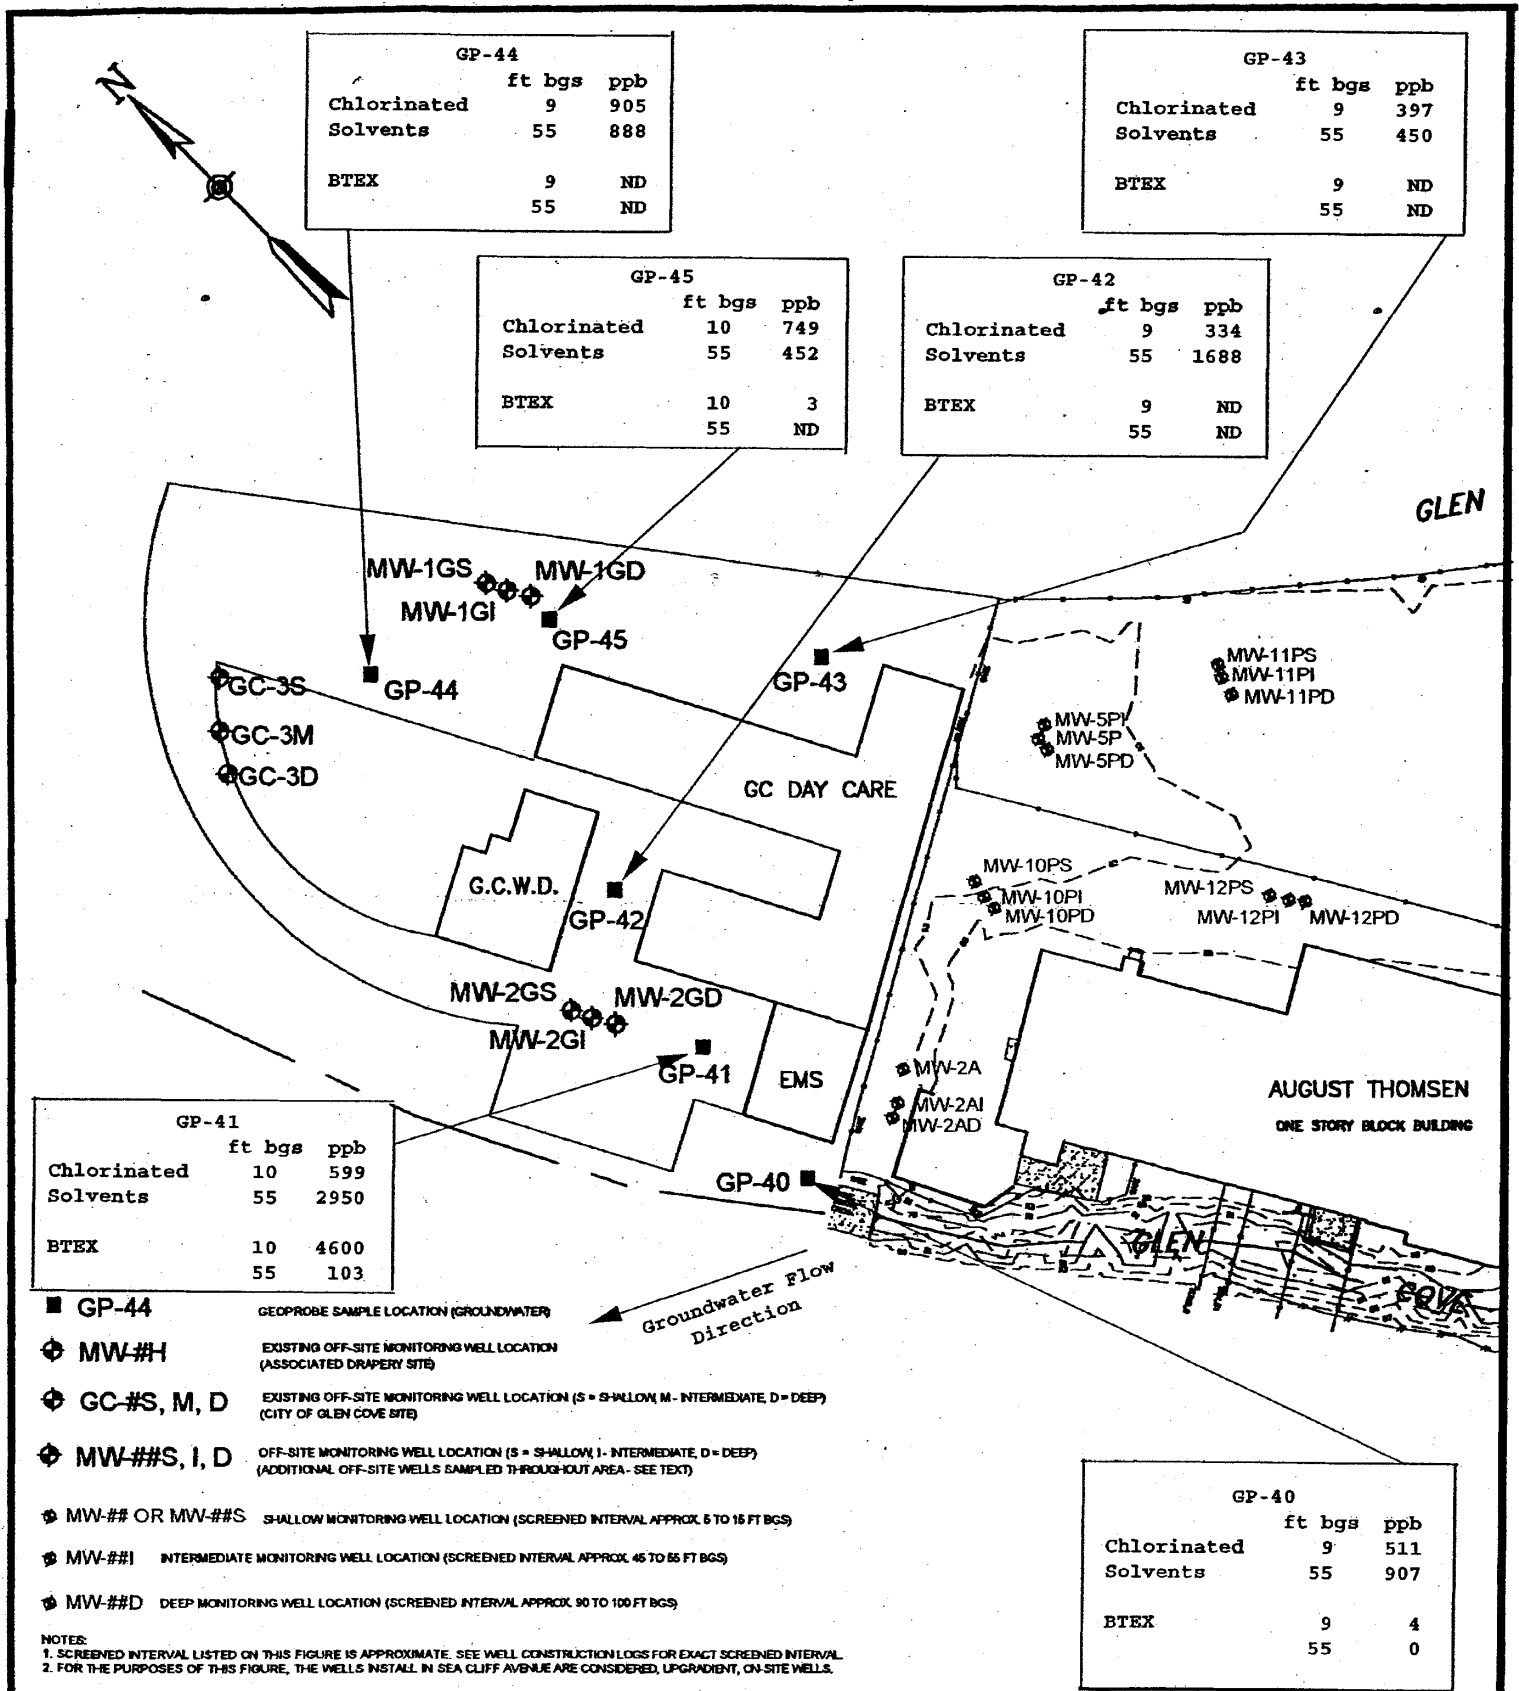 N
GP-44
ft bgs ppb
Chlorinated 9 905
Solvents 55 888
BTEX 9 ND
55 ND
GP-43
ft bgs ppb
Chlorinated 9 397
Solvents 55 450
BTEX 9 ND
55 ND
GP-45
ft bgs ppb
Chlorinated 10 749
Solvents 55 452
BTEX 10 3
55 ND
GP-42
ft bgs ppb
Chlorinated 9 334
Solvents 55 1688
BTEX 9 ND
55 ND
GLEN
MW-1GS
MW-1GD
MW-1GI
GP-45
GP-44
GP-43
GC-3S
GC-3M
GC-3D
MW-11PS
MW-11PI
MW-11PD
MW-5PI
MW-5P
MW-5PD
GC DAY CARE
G.C.W.D.
GP-42
MW-10PS
MW-10PI
MW-10PD
MW-12PS
MW-12PI
MW-12PD
MW-2GS
MW-2GD
MW-2GI
GP-41
EMS
MW-2A
MW-2AI
MW-2AD
AUGUST THOMSEN
ONE STORY BLOCK BUILDING
GP-40
GLEN
COVE
GP-41
ft bgs ppb
Chlorinated 10 599
Solvents 55 2950
BTEX 10 4600
55 103
Groundwater Flow
Direction
GP-44 GEOPROBE SAMPLE LOCATION (GROUNDWATER)
MW-#H EXISTING OFF-SITE MONITORING WELL LOCATION
(ASSOCIATED DRAPERY SITE)
GC-#S, M, D EXISTING OFF-SITE MONITORING WELL LOCATION (S = SHALLOW, M - INTERMEDIATE, D = DEEP)
(CITY OF GLEN COVE SITE)
MW-##S, I, D OFF-SITE MONITORING WELL LOCATION (S = SHALLOW, I - INTERMEDIATE, D = DEEP)
(ADDITIONAL OFF-SITE WELLS SAMPLED THROUGHOUT AREA - SEE TEXT)
MW-## OR MW-##S SHALLOW MONITORING WELL LOCATION (SCREENED INTERVAL APPROX. 5 TO 15 FT BGS)
MW-##I INTERMEDIATE MONITORING WELL LOCATION (SCREENED INTERVAL APPROX. 45 TO 55 FT BGS)
MW-##D DEEP MONITORING WELL LOCATION (SCREENED INTERVAL APPROX. 90 TO 100 FT BGS)
NOTES:
1. SCREENED INTERVAL LISTED ON THIS FIGURE IS APPROXIMATE. SEE WELL CONSTRUCTION LOGS FOR EXACT SCREENED INTERVAL.
2. FOR THE PURPOSES OF THIS FIGURE, THE WELLS INSTALL IN SEA CLIFF AVENUE ARE CONSIDERED, UPGRADIENT, ON-SITE WELLS.
GP-40
ft bgs ppb
Chlorinated 9 511
Solvents 55 907
BTEX 9 4
55 0